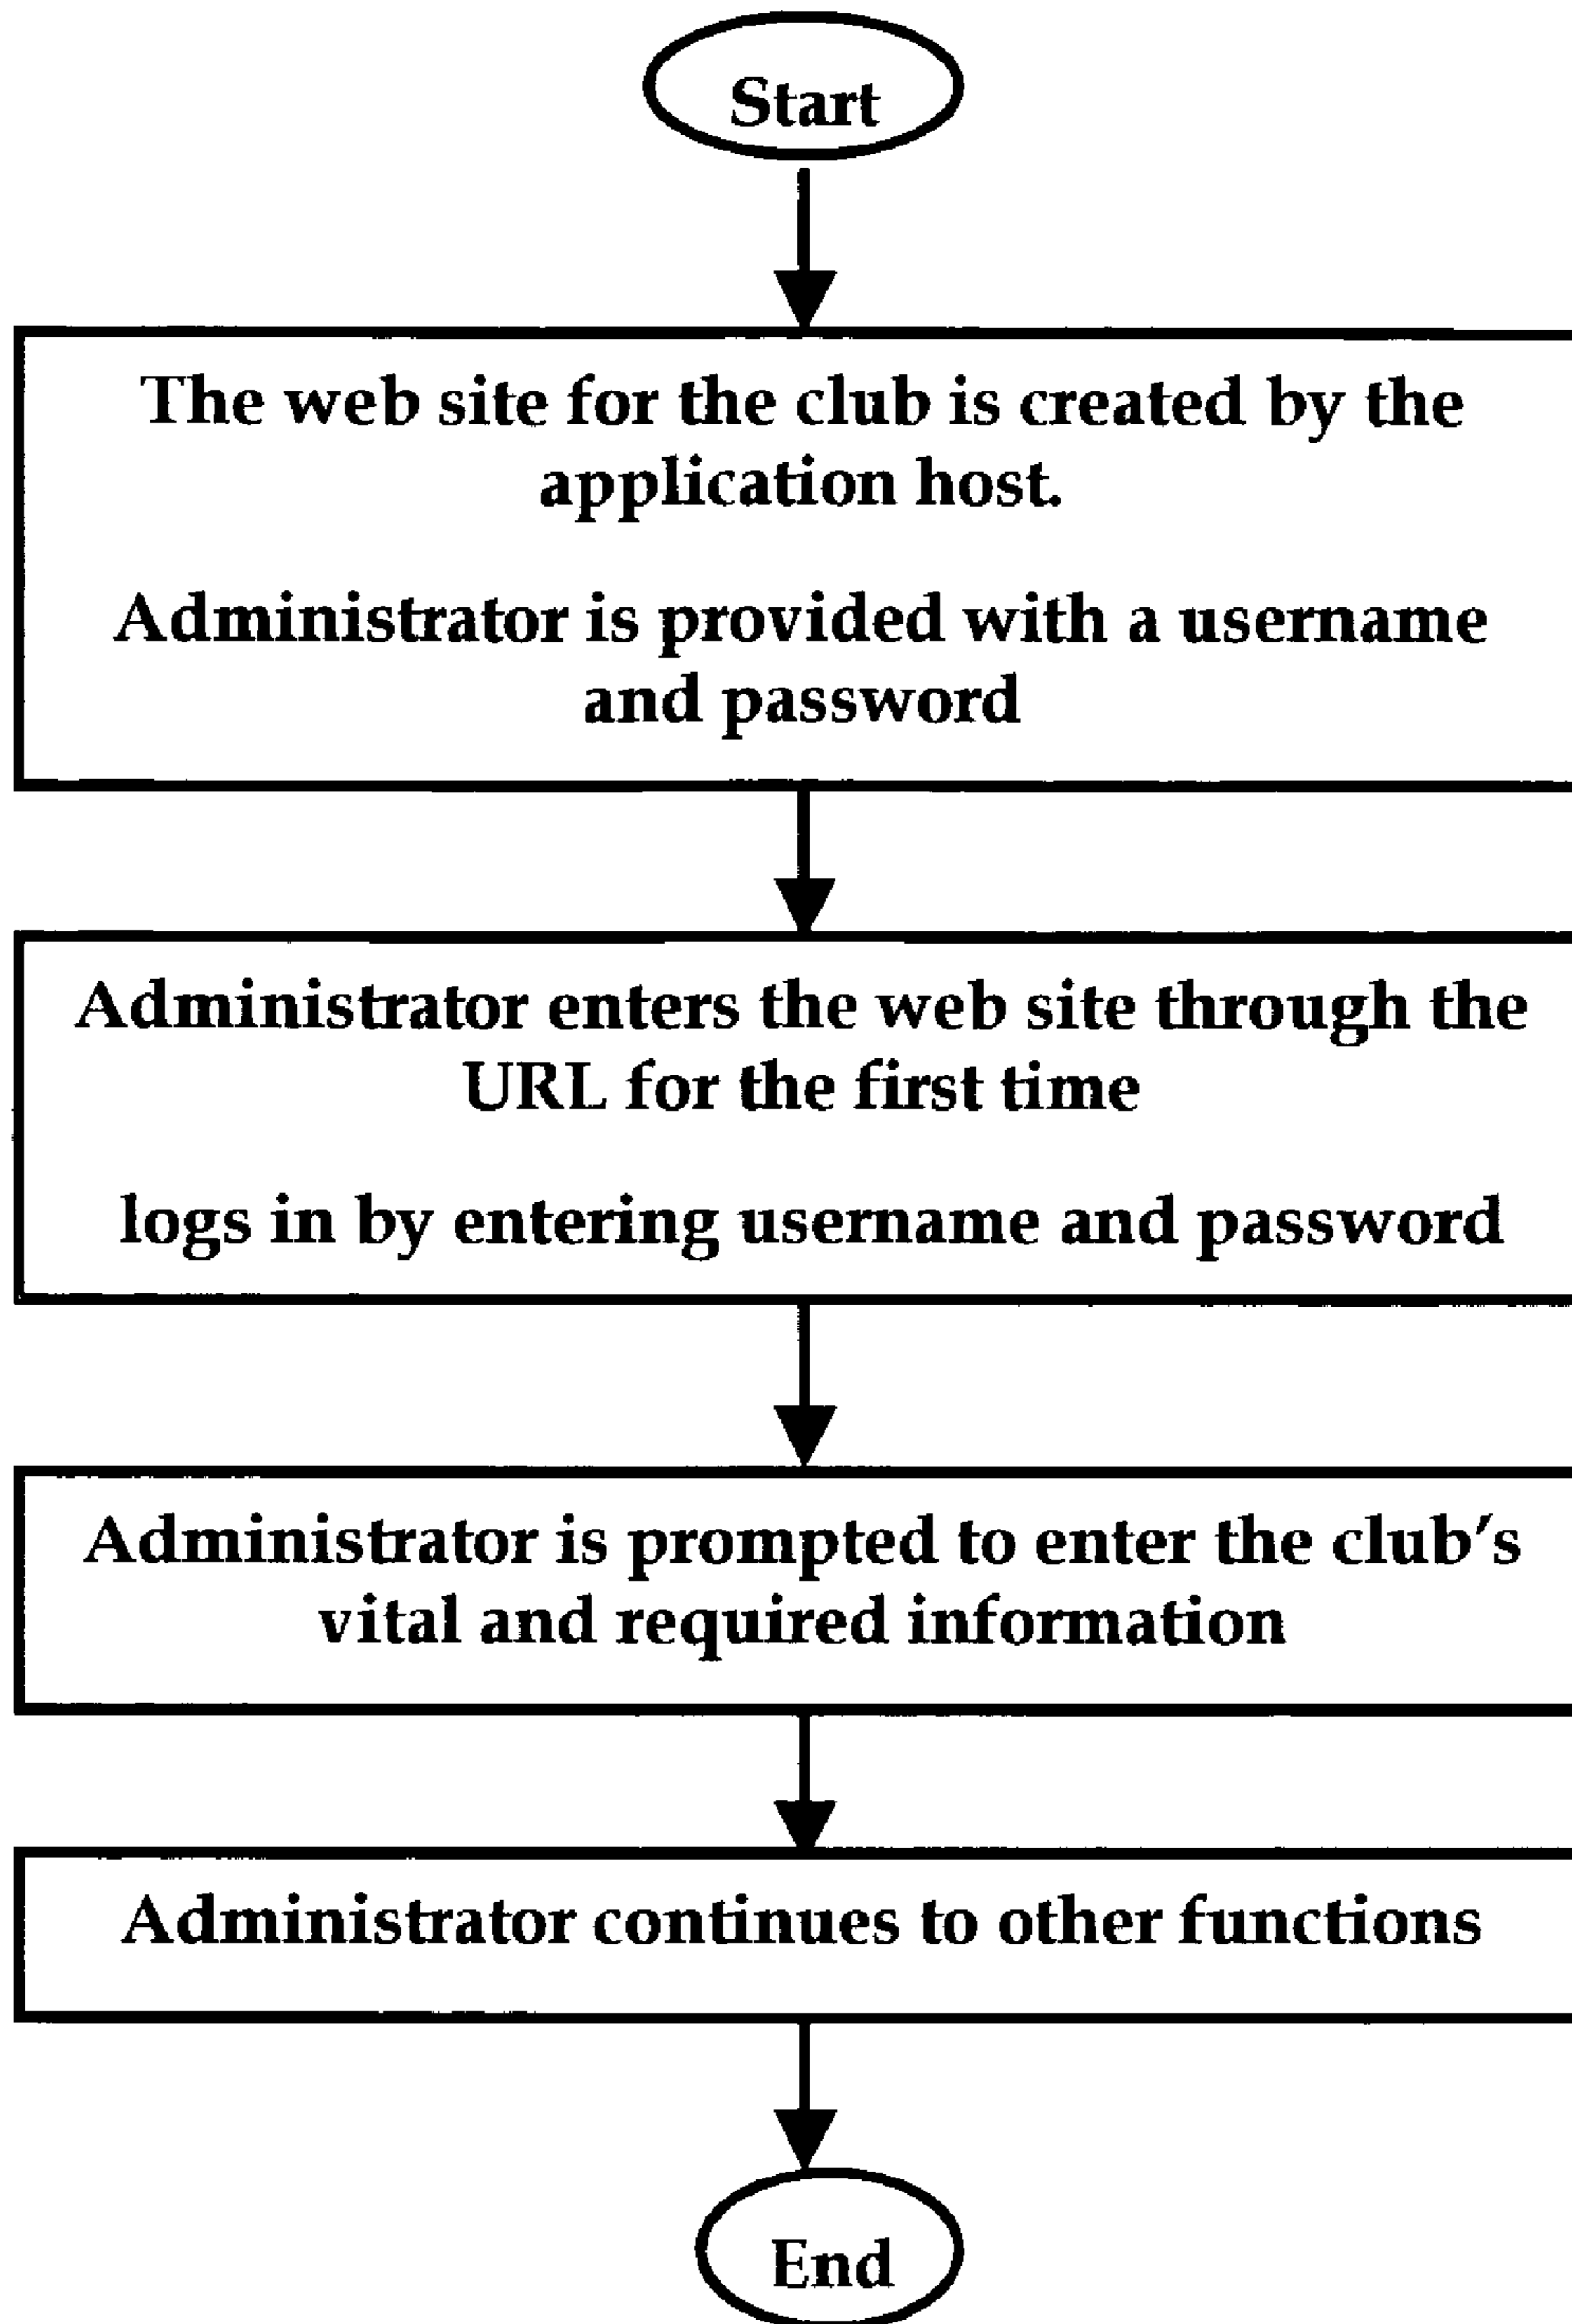 Start
The web site for the club is created by the
application host.
Administrator is provided with a username
and password
Administrator enters the web site through the
URL for the first time
logs in by entering username and password
Administrator is prompted to enter the club’s
vital and required information
Administrator continues to other functions
End